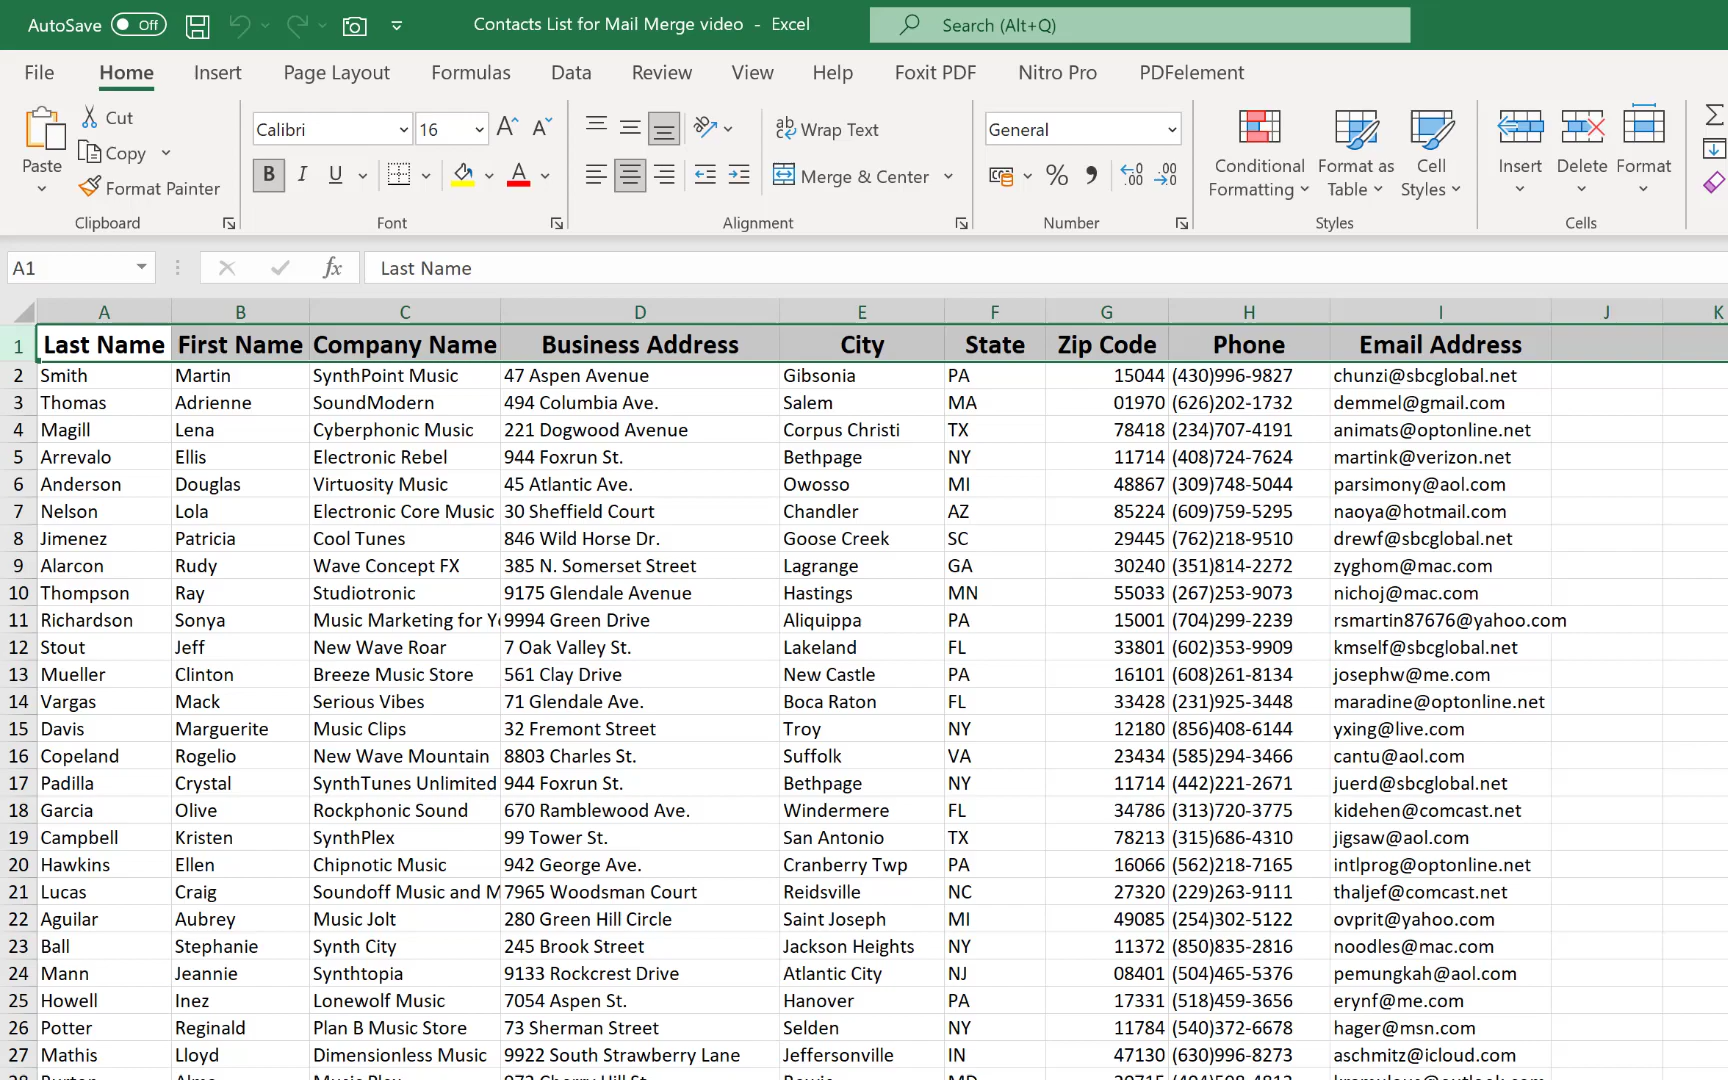 AutoSave Off Contacts List for Mail Merge video - Excel Search (Alt+Q)
File Home Insert Page Layout Formulas Data Review View Help Foxit PDF Nitro Pro PDFelement
Paste Cut Copy Format Painter Clipboard
Calibri 16 B I U A Font
ab Wrap Text Merge & Center Alignment
General % Number
Conditional Formatting Format as Table Cell Styles Styles
Insert Delete Format Cells
A1 fx Last Name
A B C D E F G H I J K
1 Last Name First Name Company Name Business Address City State Zip Code Phone Email Address
2 Smith Martin SynthPoint Music 47 Aspen Avenue Gibsonia PA 15044 (430)996-9827 chunzi@sbcglobal.net
3 Thomas Adrienne SoundModern 494 Columbia Ave. Salem MA 01970 (626)202-1732 demmel@gmail.com
4 Magill Lena Cyberphonic Music 221 Dogwood Avenue Corpus Christi TX 78418 (234)707-4191 animats@optonline.net
5 Arrevalo Ellis Electronic Rebel 944 Foxrun St. Bethpage NY 11714 (408)724-7624 martink@verizon.net
6 Anderson Douglas Virtuosity Music 45 Atlantic Ave. Owosso MI 48867 (309)748-5044 parsimony@aol.com
7 Nelson Lola Electronic Core Music 30 Sheffield Court Chandler AZ 85224 (609)759-5295 naoya@hotmail.com
8 Jimenez Patricia Cool Tunes 846 Wild Horse Dr. Goose Creek SC 29445 (762)218-9510 drewf@sbcglobal.net
9 Alarcon Rudy Wave Concept FX 385 N. Somerset Street Lagrange GA 30240 (351)814-2272 zyghom@mac.com
10 Thompson Ray Studiotronic 9175 Glendale Avenue Hastings MN 55033 (267)253-9073 nichoj@mac.com
11 Richardson Sonya Music Marketing for 9994 Green Drive Aliquippa PA 15001 (704)299-2239 rsmartin87676@yahoo.com
12 Stout Jeff New Wave Roar 7 Oak Valley St. Lakeland FL 33801 (602)353-9909 kmself@sbcglobal.net
13 Mueller Clinton Breeze Music Store 561 Clay Drive New Castle PA 16101 (608)261-8134 josephw@me.com
14 Vargas Mack Serious Vibes 71 Glendale Ave. Boca Raton FL 33428 (231)925-3448 maradine@optonline.net
15 Davis Marguerite Music Clips 32 Fremont Street Troy NY 12180 (856)408-6144 yxing@live.com
16 Copeland Rogelio New Wave Mountain 8803 Charles St. Suffolk VA 23434 (585)294-3466 cantu@aol.com
17 Padilla Crystal SynthTunes Unlimited 944 Foxrun St. Bethpage NY 11714 (442)221-2671 juerd@sbcglobal.net
18 Garcia Olive Rockphonic Sound 670 Ramblewood Ave. Windermere FL 34786 (313)720-3775 kidehen@comcast.net
19 Campbell Kristen SynthPlex 99 Tower St. San Antonio TX 78213 (315)686-4310 jigsaw@aol.com
20 Hawkins Ellen Chipnotic Music 942 George Ave. Cranberry Twp PA 16066 (562)218-7165 intlprog@optonline.net
21 Lucas Craig Soundoff Music and 7965 Woodsman Court Reidsville NC 27320 (229)263-9111 thaljef@comcast.net
22 Aguilar Aubrey Music Jolt 280 Green Hill Circle Saint Joseph MI 49085 (254)302-5122 ovprit@yahoo.com
23 Ball Stephanie Synth City 245 Brook Street Jackson Heights NY 11372 (850)835-2816 noodles@mac.com
24 Mann Jeannie Synthtopia 9133 Rockcrest Drive Atlantic City NJ 08401 (504)465-5376 pemungkah@aol.com
25 Howell Inez Lonewolf Music 7054 Aspen St. Hanover PA 17331 (518)459-3656 erynf@me.com
26 Potter Reginald Plan B Music Store 73 Sherman Street Selden NY 11784 (540)372-6678 hager@msn.com
27 Mathis Lloyd Dimensionless Music 9922 South Strawberry Lane Jeffersonville IN 47130 (630)996-8273 aschmitz@icloud.com